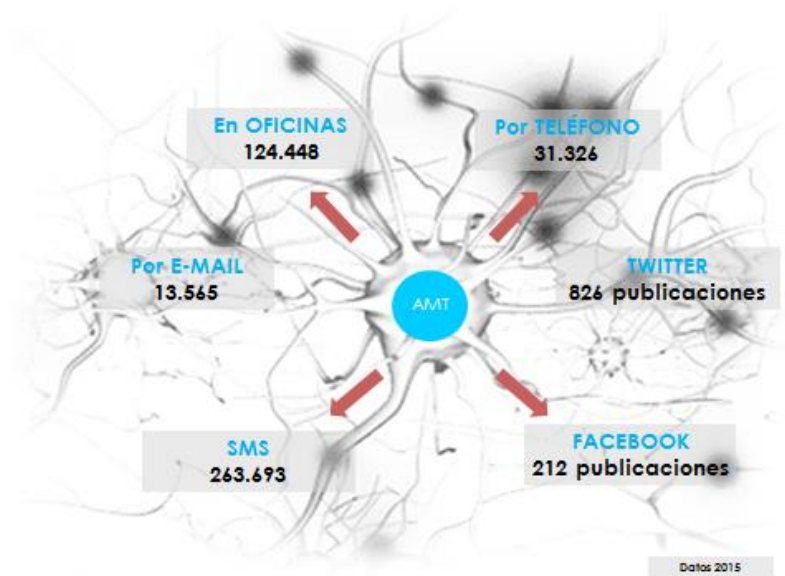 En OFICINAS
124.448
Por TELÉFONO
31.326
Por E-MAIL
13.565
TWITTER
826 publicaciones
AMT
SMS
263.693
FACEBOOK
212 publicaciones
Datos 2015